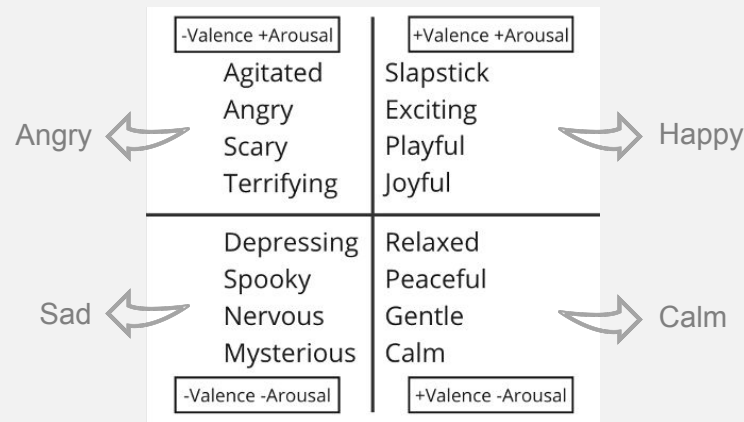 -Valence +Arousal
+Valence +Arousal
Agitated
Angry
Scary
Terrifying
Slapstick
Exciting
Playful
Joyful
Angry
Happy
Depressing
Spooky
Nervous
Mysterious
Relaxed
Peaceful
Gentle
Calm
Sad
Calm
-Valence -Arousal
+Valence -Arousal